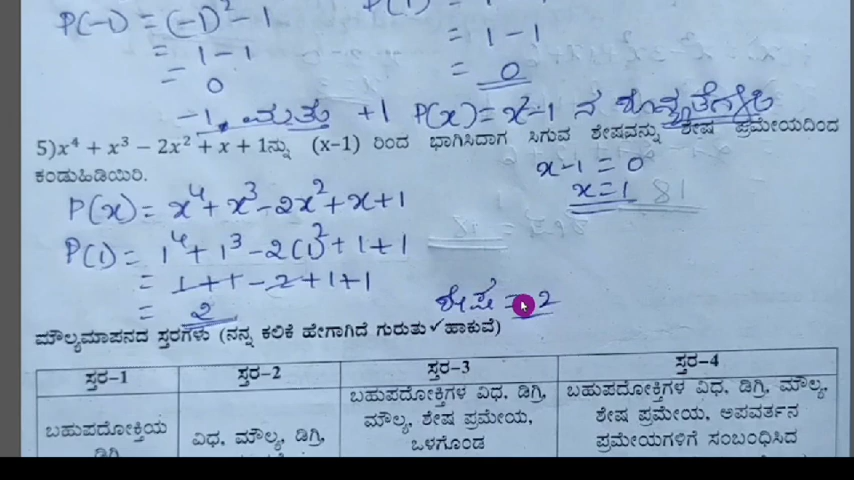 P(-1) = (-1)² - 1
= 1 - 1
= 0
= 1 - 1
= 0
-1, ಮತ್ತು +1 P(x) = x² - 1 ನ ಶೂನ್ಯತೆಗಳಾ
5)x⁴ + x³ − 2x² + x + 1ನ್ನು (x-1) ರಿಂದ ಭಾಗಿಸಿದಾಗ ಸಿಗುವ ಶೇಷವನ್ನು ಶೇಷ ಪ್ರಮೇಯದಿಂದ
ಕಂಡುಹಿಡಿಯಿರಿ.
x-1 = 0
x = 1
P(x) = x⁴ + x³ - 2x² + x + 1
P(1) = 1⁴ + 1³ - 2(1)² + 1 + 1
= 1 + 1 - 2 + 1 + 1
= 2
ಶೇಷ = 2
ಮೌಲ್ಯಮಾಪನದ ಸ್ತರಗಳು (ನನ್ನ ಕಲಿಕೆ ಹೇಗಾಗಿದೆ ಗುರುತು ✓ ಹಾಕುವೆ)
ಸ್ತರ-1 ಸ್ತರ-2 ಸ್ತರ-3 ಸ್ತರ-4
ಬಹುಪದೋಕ್ತಿಯ
ಡಿಗ್ರಿ
ವಿಧ, ಮೌಲ್ಯ, ಡಿಗ್ರಿ,
ಬಹುಪದೋಕ್ತಿಗಳ ವಿಧ, ಡಿಗ್ರಿ,
ಮೌಲ್ಯ, ಶೇಷ ಪ್ರಮೇಯ,
ಒಳಗೊಂಡ
ಬಹುಪದೋಕ್ತಿಗಳ ವಿಧ, ಡಿಗ್ರಿ, ಮೌಲ್ಯ,
ಶೇಷ ಪ್ರಮೇಯ, ಅಪವರ್ತನ
ಪ್ರಮೇಯಗಳಿಗೆ ಸಂಬಂಧಿಸಿದ